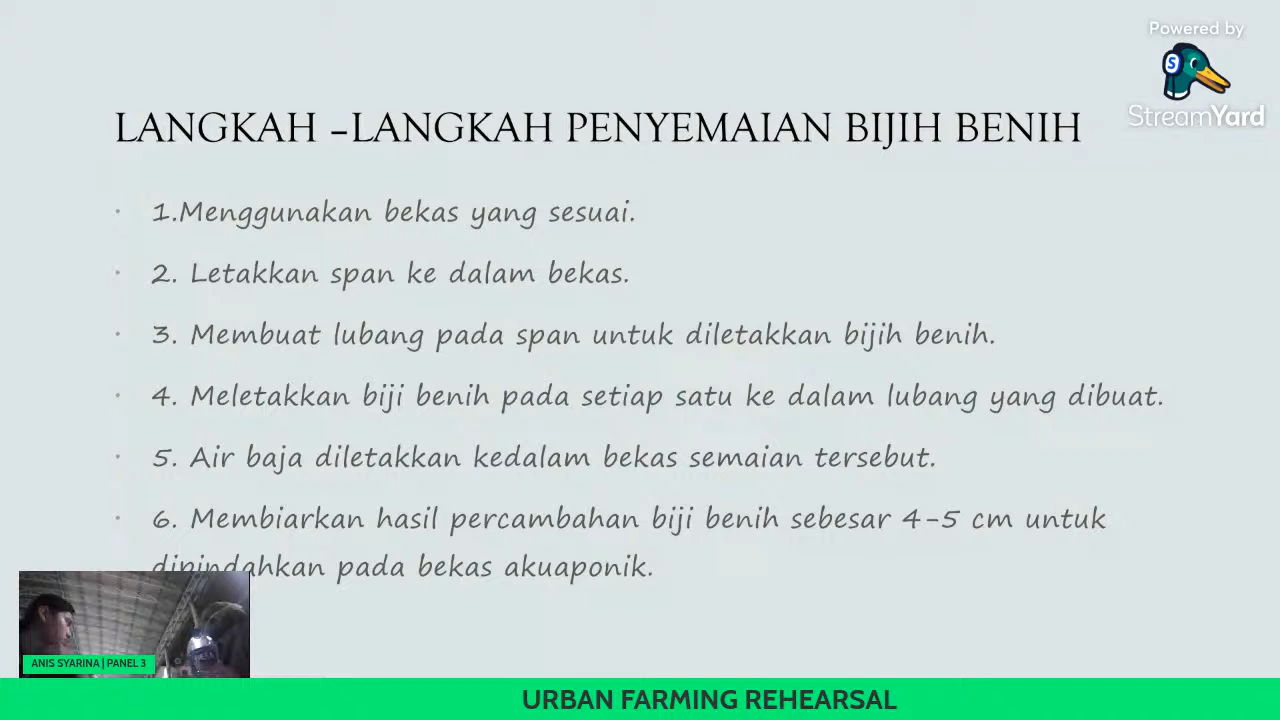 Powered by
StreamYard
LANGKAH –LANGKAH PENYEMAIAN BIJIH BENIH
1.Menggunakan bekas yang sesuai.
2. Letakkan span ke dalam bekas.
3. Membuat lubang pada span untuk diletakkan bijih benih.
4. Meletakkan biji benih pada setiap satu ke dalam lubang yang dibuat.
5. Air baja diletakkan kedalam bekas semaian tersebut.
6. Membiarkan hasil percambahan biji benih sebesar 4-5 cm untuk
dipindahkan pada bekas akuaponik.
ANIS SYARINA | PANEL 3
URBAN FARMING REHEARSAL